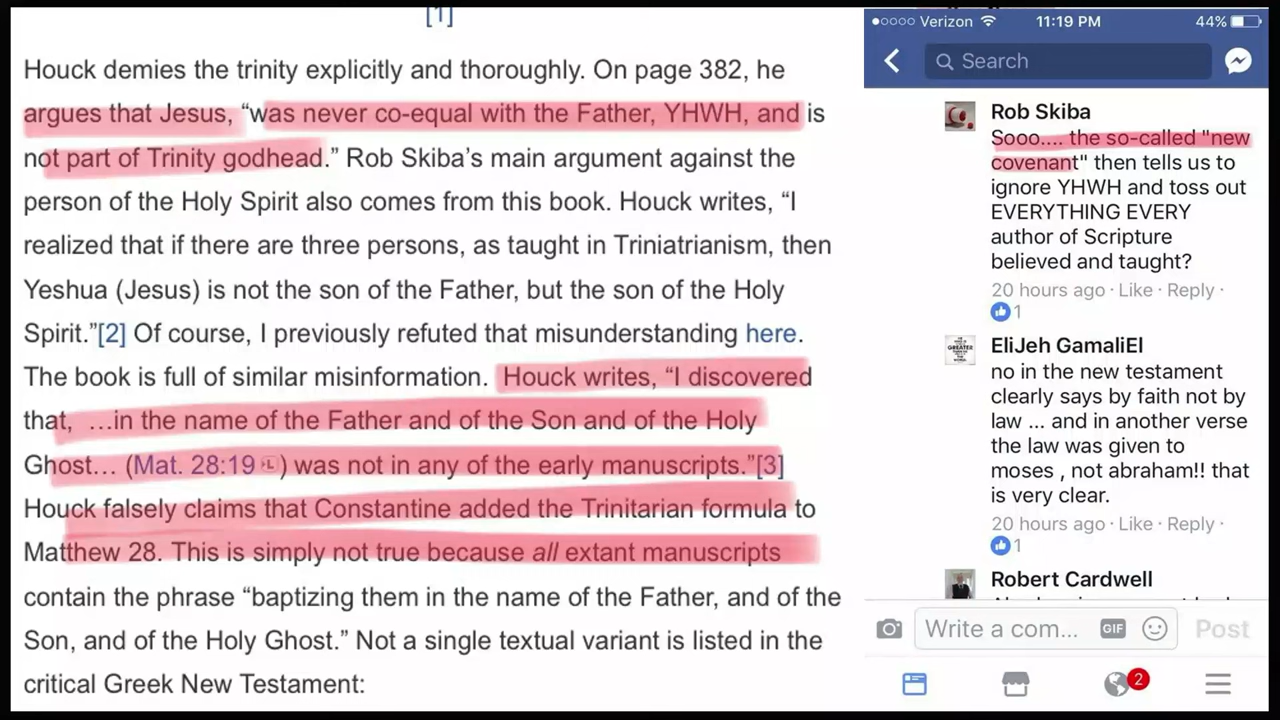 [1]
Houck demies the trinity explicitly and thoroughly. On page 382, he
argues that Jesus, “was never co-equal with the Father, YHWH, and is
not part of Trinity godhead.” Rob Skiba’s main argument against the
person of the Holy Spirit also comes from this book. Houck writes, “I
realized that if there are three persons, as taught in Triniatrianism, then
Yeshua (Jesus) is not the son of the Father, but the son of the Holy
Spirit.”[2] Of course, I previously refuted that misunderstanding here.
The book is full of similar misinformation. Houck writes, “I discovered
that, …in the name of the Father and of the Son and of the Holy
Ghost… (Mat. 28:19 L) was not in any of the early manuscripts.”[3]
Houck falsely claims that Constantine added the Trinitarian formula to
Matthew 28. This is simply not true because all extant manuscripts
contain the phrase “baptizing them in the name of the Father, and of the
Son, and of the Holy Ghost.” Not a single textual variant is listed in the
critical Greek New Testament:
Verizon 11:19 PM 44%
Search
Rob Skiba
Sooo.... the so-called "new
covenant" then tells us to
ignore YHWH and toss out
EVERYTHING EVERY
author of Scripture
believed and taught?
20 hours ago · Like · Reply ·
1
EliJeh GamaliEl
no in the new testament
clearly says by faith not by
law ... and in another verse
the law was given to
moses , not abraham!! that
is very clear.
20 hours ago · Like · Reply ·
1
Robert Cardwell
Write a com... GIF Post
2